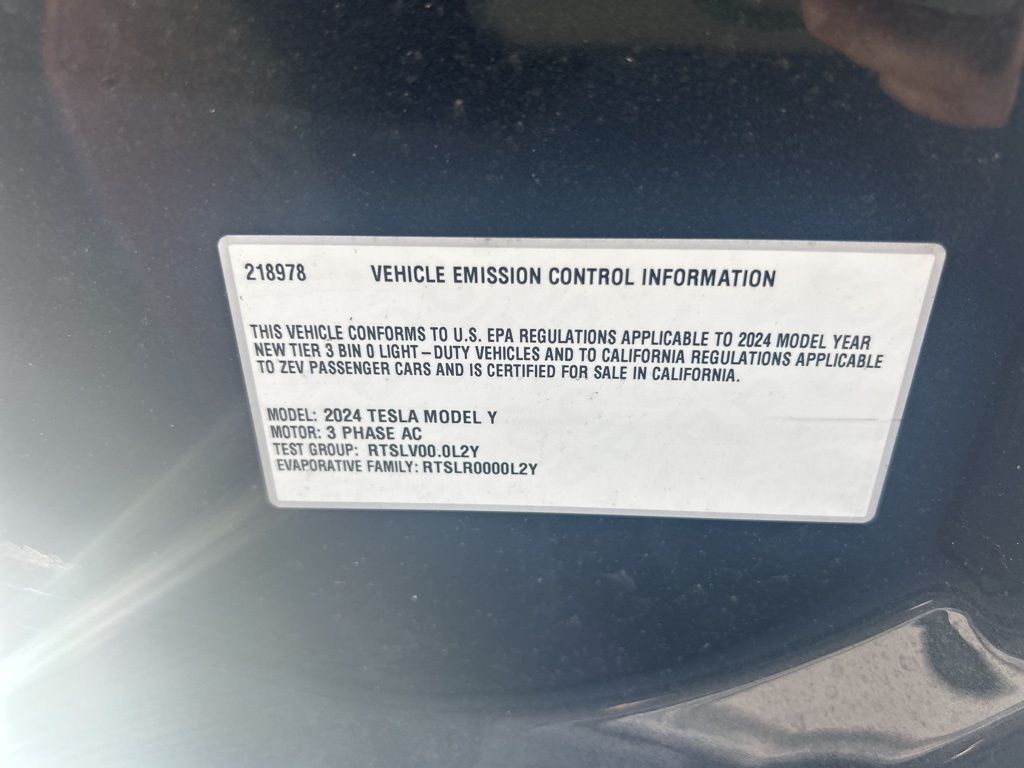 218978 VEHICLE EMISSION CONTROL INFORMATION
THIS VEHICLE CONFORMS TO U.S. EPA REGULATIONS APPLICABLE TO 2024 MODEL YEAR
NEW TIER 3 BIN 0 LIGHT-DUTY VEHICLES AND TO CALIFORNIA REGULATIONS APPLICABLE
TO ZEV PASSENGER CARS AND IS CERTIFIED FOR SALE IN CALIFORNIA.
MODEL: 2024 TESLA MODEL Y
MOTOR: 3 PHASE AC
TEST GROUP: RTSLV00.0L2Y
EVAPORATIVE FAMILY: RTSLR0000L2Y